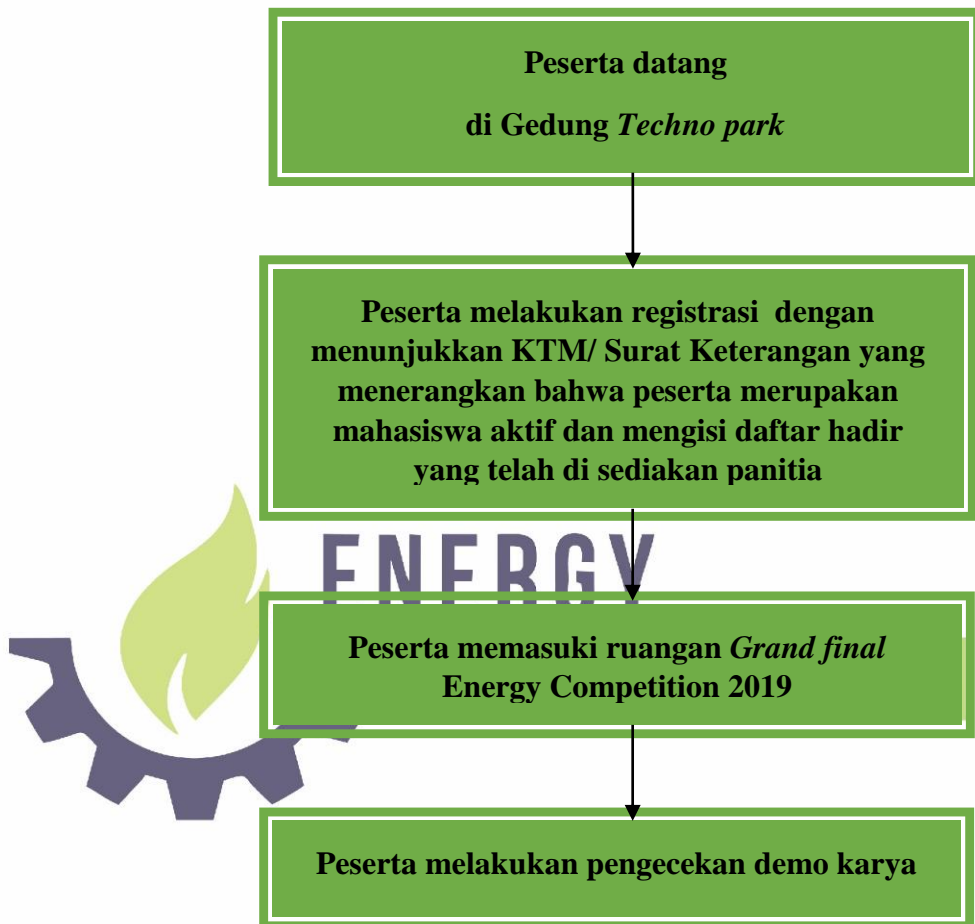 Peserta datang
di Gedung Techno park
Peserta melakukan registrasi dengan
menunjukkan KTM/ Surat Keterangan yang
menerangkan bahwa peserta merupakan
mahasiswa aktif dan mengisi daftar hadir
yang telah di sediakan panitia
ENERGY
Peserta memasuki ruangan Grand final
Energy Competition 2019
Peserta melakukan pengecekan demo karya